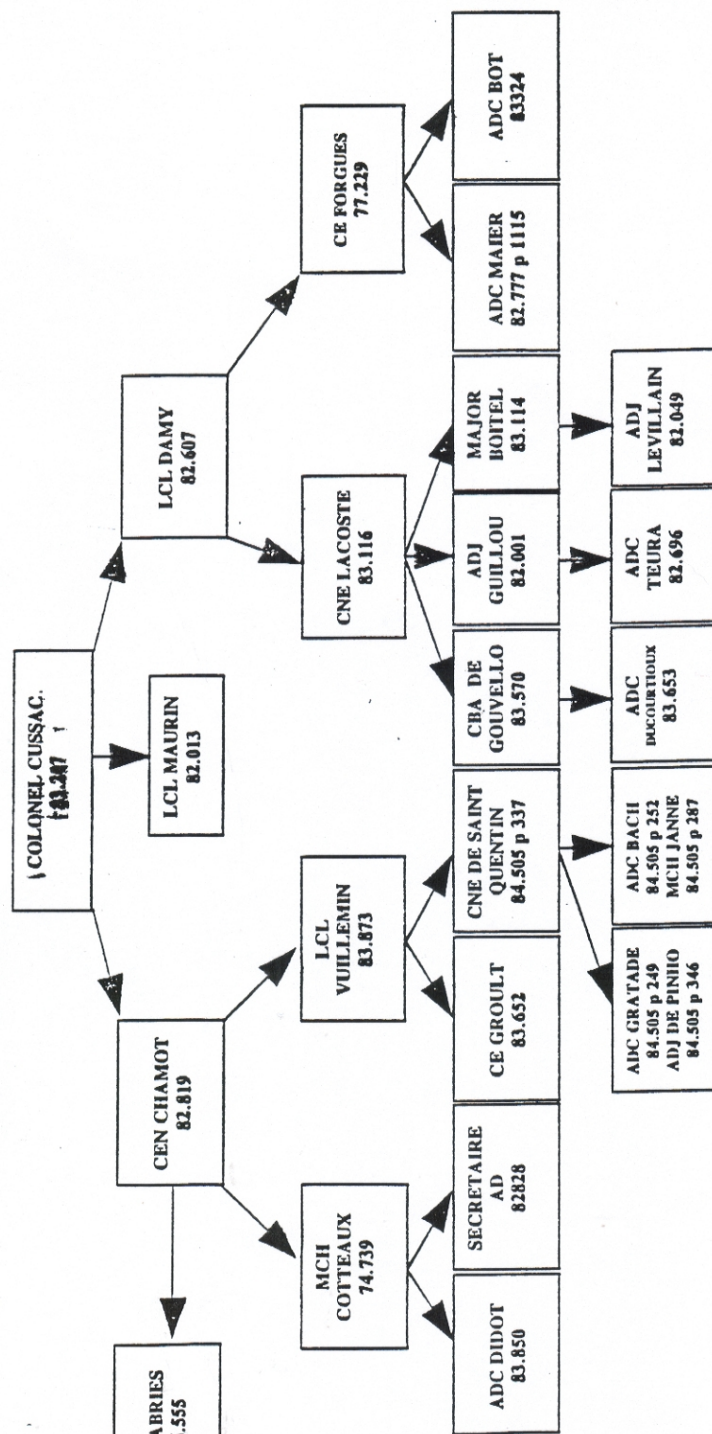 COLONEL CUSSAC.
LCL MAURIN
82.013
CEN CHAMOT
82.819
LCL DAMY
82.607
ABRIES
.555
MCH
COTTEAUX
74.739
LCL
VUILLEMIN
83.873
CNE LACOSTE
83.116
CE FORGUES
77.229
ADC DIDOT
83.850
SECRETAIRE
AD
82828
CE GROULT
83.652
CNE DE SAINT
QUENTIN
84.505 p 337
CBA DE
GOUVELLO
83.570
ADJ
GUILLOU
82.001
MAJOR
BOITEL
83.114
ADC MAIER
82.777 p 1115
ADC BOT
83324
ADC GRATADE
84.505 p 249
ADJ DE PINHO
84.505 p 346
ADC BACH
84.505 p 252
MCH JANNE
84.505 p 287
ADC
DUCOURTIOUX
83.653
ADC
TEURA
82.696
ADJ
LEVILLAIN
82.049